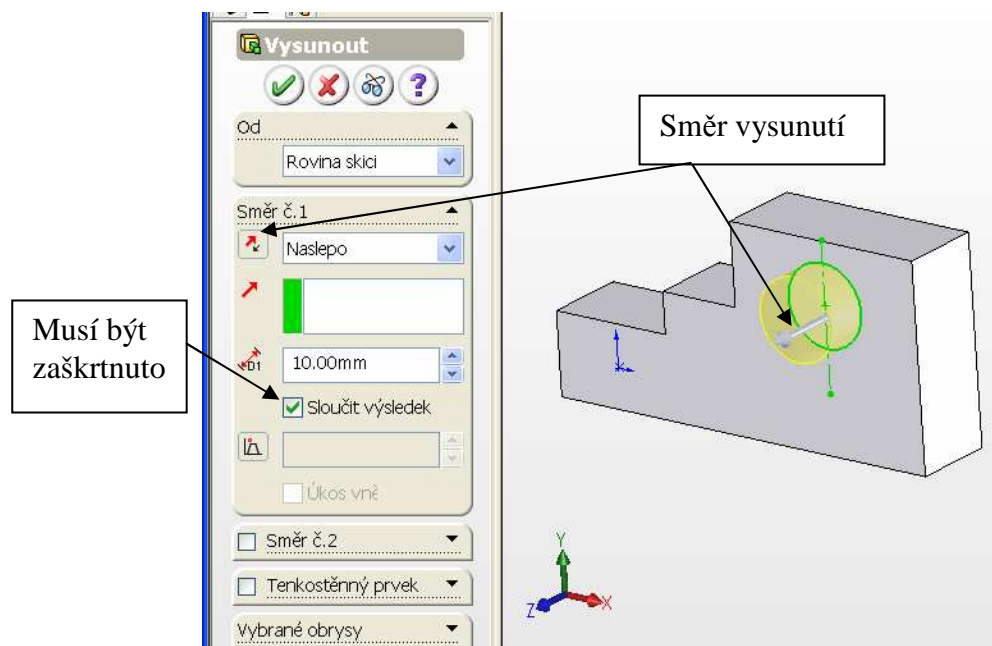 Vysunout
?
Od
Rovina skici
Směr č.1
Naslepo
D1
10.00mm
Sloučit výsledek
Úkos vně
Směr č.2
Tenkostěnný prvek
Vybrané obrysy
Musí být
zaškrtnuto
Směr vysunutí
Y
Z
X